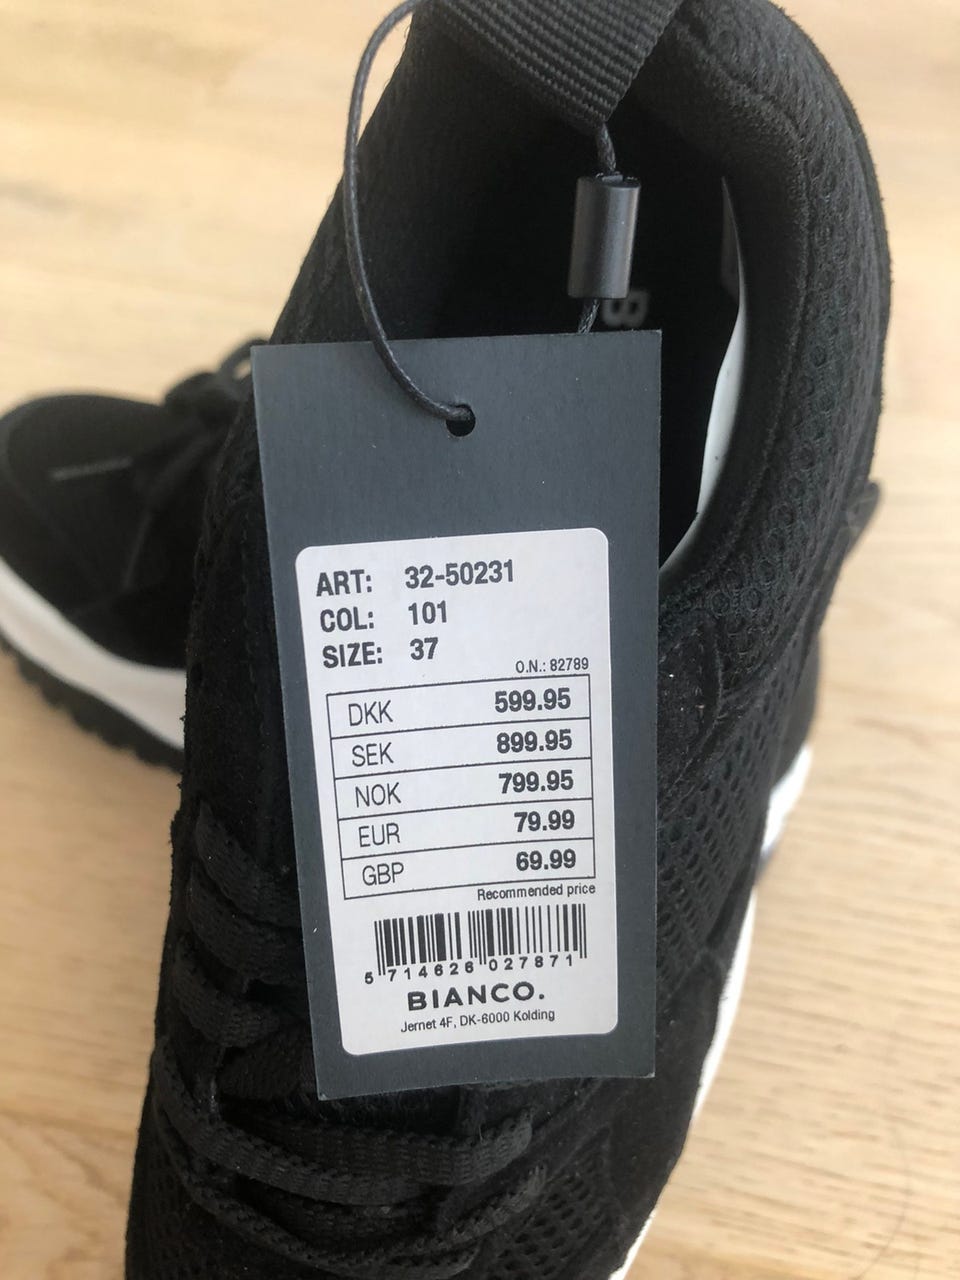 B
ART: 32-50231
COL: 101
SIZE: 37
O.N.: 82789
DKK 599.95
SEK 899.95
NOK 799.95
EUR 79.99
GBP 69.99
Recommended price
5 714626 027871
BIANCO.
Jernet 4F, DK-6000 Kolding